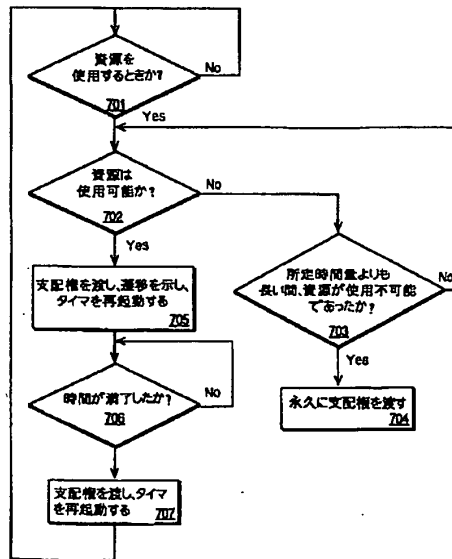 資源を
使用するときか?
701
No
Yes
資源は
使用可能か?
702
No
Yes
所定時間量よりも
長い間、資源が使用不可能
であったか?
703
No
Yes
支配権を渡し、遷移を示し、
タイマを再起動する
705
永久に支配権を渡す
704
時間が満了したか?
706
No
Yes
支配権を渡し、タイマ
を再起動する
707